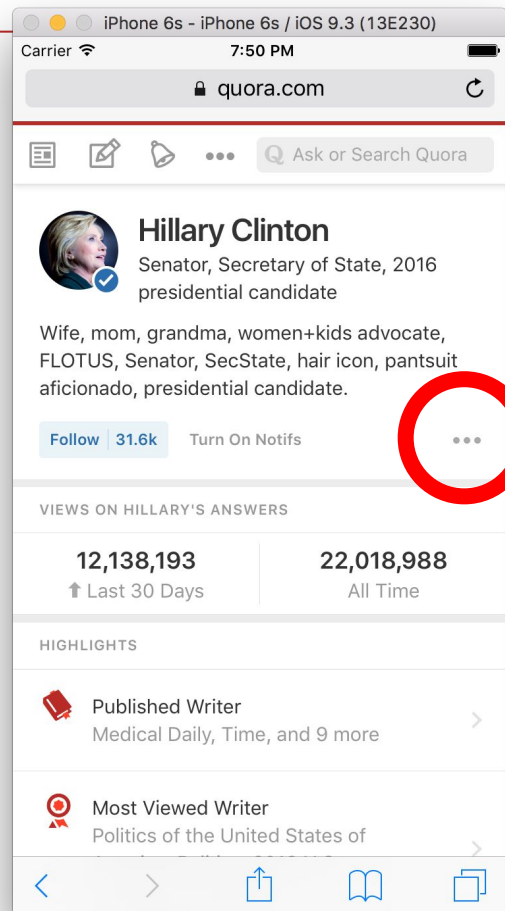 iPhone 6s - iPhone 6s / iOS 9.3 (13E230)
Carrier 7:50 PM
quora.com
Q Ask or Search Quora
Hillary Clinton
Senator, Secretary of State, 2016
presidential candidate
Wife, mom, grandma, women+kids advocate,
FLOTUS, Senator, SecState, hair icon, pantsuit
aficionado, presidential candidate.
Follow 31.6k Turn On Notifs
VIEWS ON HILLARY'S ANSWERS
12,138,193 22,018,988
Last 30 Days All Time
HIGHLIGHTS
Published Writer
Medical Daily, Time, and 9 more
Most Viewed Writer
Politics of the United States of